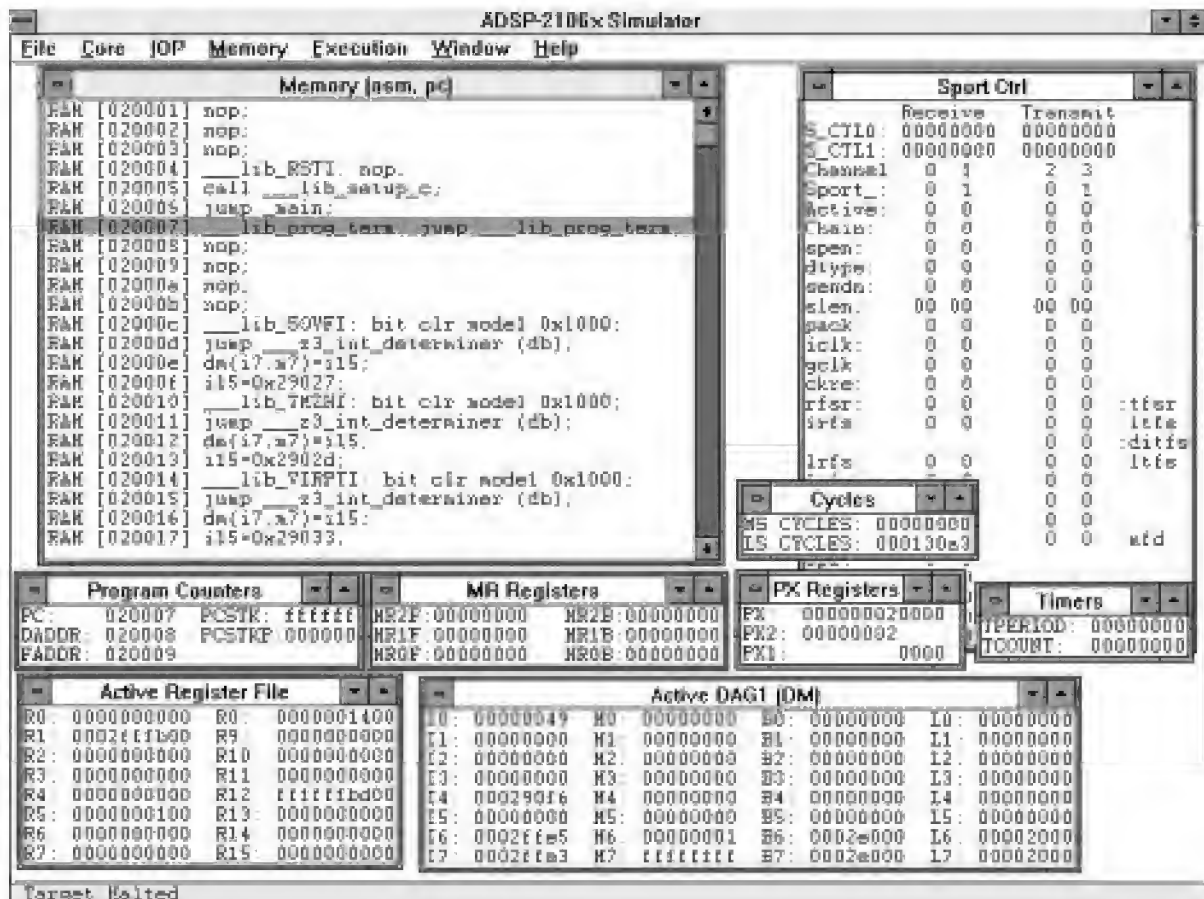 ADSP-2106x Simulator
File Core IOP Memory Execution Window Help
Memory (asm, pc)
RAM [020001] nop;
RAM [020002] nop;
RAM [020003] nop;
RAM [020004] ___lib_RSTI: nop;
RAM [020005] call ___lib_setup_c;
RAM [020006] jump _main;
RAM [020007] ___lib_prog_term: jump ___lib_prog_term;
RAM [020008] nop;
RAM [020009] nop;
RAM [02000a] nop;
RAM [02000b] nop;
RAM [02000c] ___lib_SOVFI: bit clr mode1 0x1000;
RAM [02000d] jump ___z3_int_determiner (db);
RAM [02000e] dm(i7,m7)=i15;
RAM [02000f] i15=0x29027;
RAM [020010] ___lib_TMZHI: bit clr mode1 0x1000;
RAM [020011] jump ___z3_int_determiner (db);
RAM [020012] dm(i7,m7)=i15;
RAM [020013] i15=0x2902d;
RAM [020014] ___lib_VIRPTI: bit clr mode1 0x1000;
RAM [020015] jump ___z3_int_determiner (db);
RAM [020016] dm(i7,m7)=i15;
RAM [020017] i15=0x29033;
Sport Ctrl
Receive Transmit
S_CTL0: 00000000 00000000
S_CTL1: 00000000 00000000
Channel 0 1 2 3
Sport_: 0 1 0 1
Active: 0 0 0 0
Chain: 0 0 0 0
spen: 0 0 0 0
dtype: 0 0 0 0
sendn: 0 0 0 0
slen: 00 00 00 00
pack 0 0 0 0
iclk: 0 0 0 0
gclk 0 0 0 0
ckre: 0 0 0 0
rfsr: 0 0 0 0 :tfsr
irfs 0 0 0 0 itfs
0 0 :ditfs
lrfs 0 0 0 0 ltfs
0 0
0 0
0 0
0 0 mfd
Cycles
MS CYCLES: 00000000
LS CYCLES: 000130a3
Program Counters
PC: 020007 PCSTK: ffffff
DADDR: 020008 PCSTKP:000000
FADDR: 020009
MR Registers
MR2F:00000000 MR2B:00000000
MR1F:00000000 MR1B:00000000
MR0F:00000000 MR0B:00000000
PX Registers
PX 000000020000
PX2: 00000002
PX1: 0000
Timers
TPERIOD: 00000000
TCOUNT: 00000000
Active Register File
R0: 0000000000 R8: 0000001400
R1 0002fffb00 R9 0000000000
R2: 0000000000 R10 0000000000
R3: 0000000000 R11 0000000000
R4 0000000000 R12 ffffffbd00
R5: 0000000100 R13: 0000000000
R6 0000000000 R14 0000000000
R7: 0000000000 R15 0000000000
Active DAG1 (DM)
I0: 00000049 M0: 00000000 B0: 00000000 L0: 00000000
I1: 00000000 M1: 00000000 B1: 00000000 L1: 00000000
I2: 00000000 M2: 00000000 B2: 00000000 L2: 00000000
I3: 00000000 M3: 00000000 B3: 00000000 L3: 00000000
I4 000290f6 M4 00000000 B4: 00000000 L4 00000000
I5: 00000000 M5: 00000000 B5: 00000000 L5: 00000000
I6: 0002ffe5 M6 00000001 B6 0002e000 L6 00002000
I7 0002ffa3 M7 ffffffff B7: 0002e000 L7 00002000
Target Halted